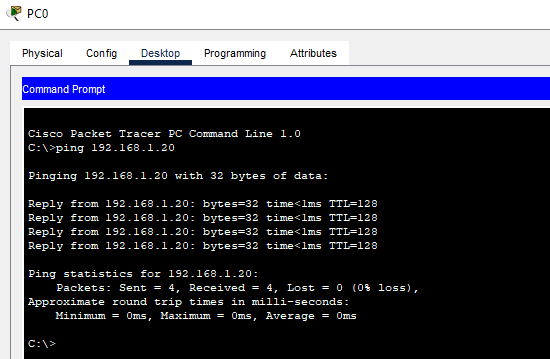 PC0
Physical Config Desktop Programming Attributes
Command Prompt
Cisco Packet Tracer PC Command Line 1.0
C:\>ping 192.168.1.20
Pinging 192.168.1.20 with 32 bytes of data:
Reply from 192.168.1.20: bytes=32 time<1ms TTL=128
Reply from 192.168.1.20: bytes=32 time<1ms TTL=128
Reply from 192.168.1.20: bytes=32 time<1ms TTL=128
Reply from 192.168.1.20: bytes=32 time<1ms TTL=128
Ping statistics for 192.168.1.20:
Packets: Sent = 4, Received = 4, Lost = 0 (0% loss),
Approximate round trip times in milli-seconds:
Minimum = 0ms, Maximum = 0ms, Average = 0ms
C:\>